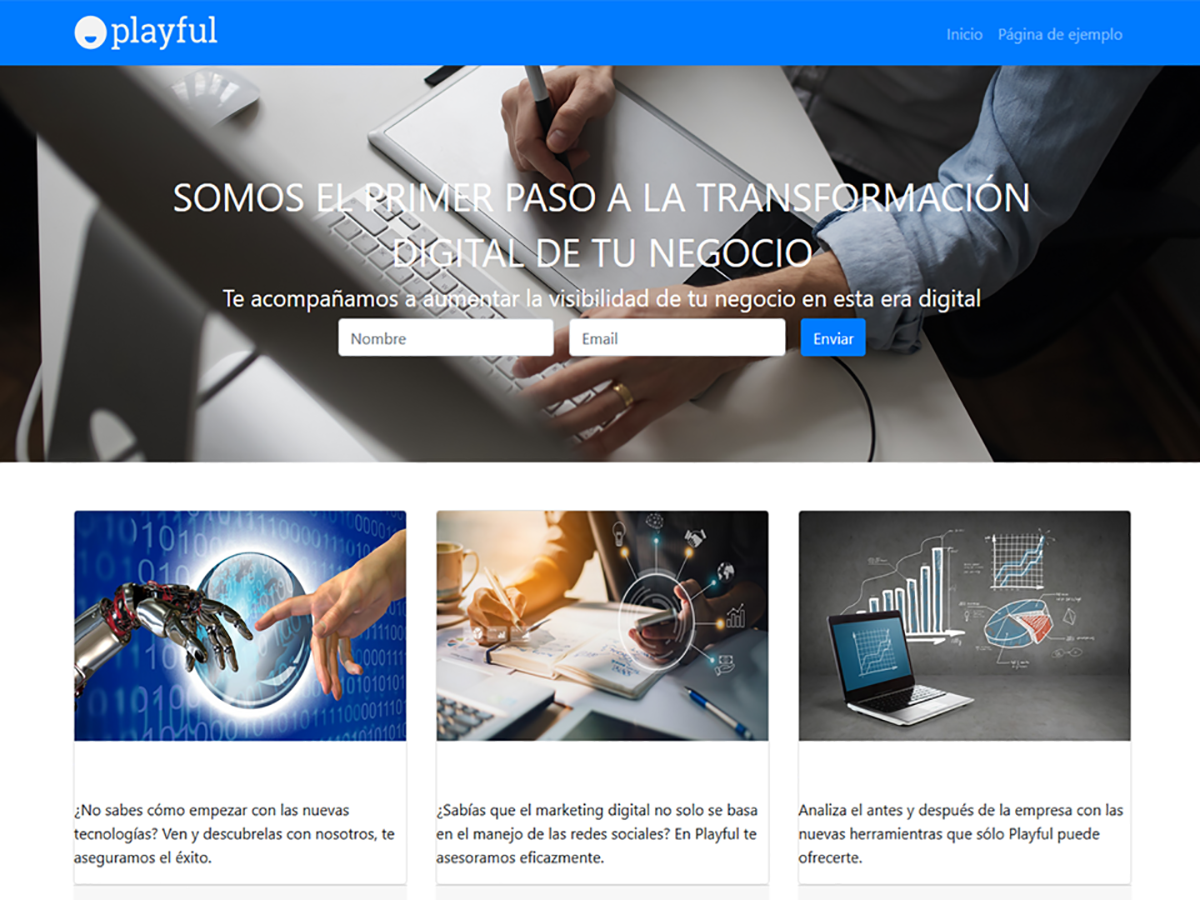 playful
Inicio Página de ejemplo
SOMOS EL PRIMER PASO A LA TRANSFORMACIÓN
DIGITAL DE TU NEGOCIO
Te acompañamos a aumentar la visibilidad de tu negocio en esta era digital
Nombre Email Enviar
¿No sabes cómo empezar con las nuevas
tecnologías? Ven y descubrelas con nosotros, te
aseguramos el éxito.
¿Sabías que el marketing digital no solo se basa
en el manejo de las redes sociales? En Playful te
asesoramos eficazmente.
Analiza el antes y después de la empresa con las
nuevas herramientras que sólo Playful puede
ofrecerte.